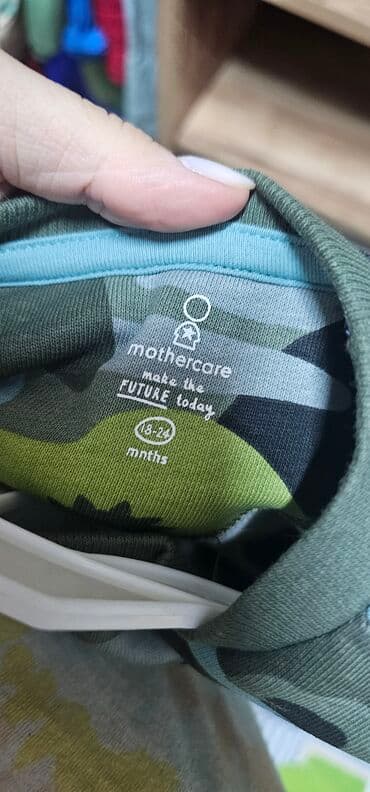 mothercare
make the
FUTURE today
18-24
mnths